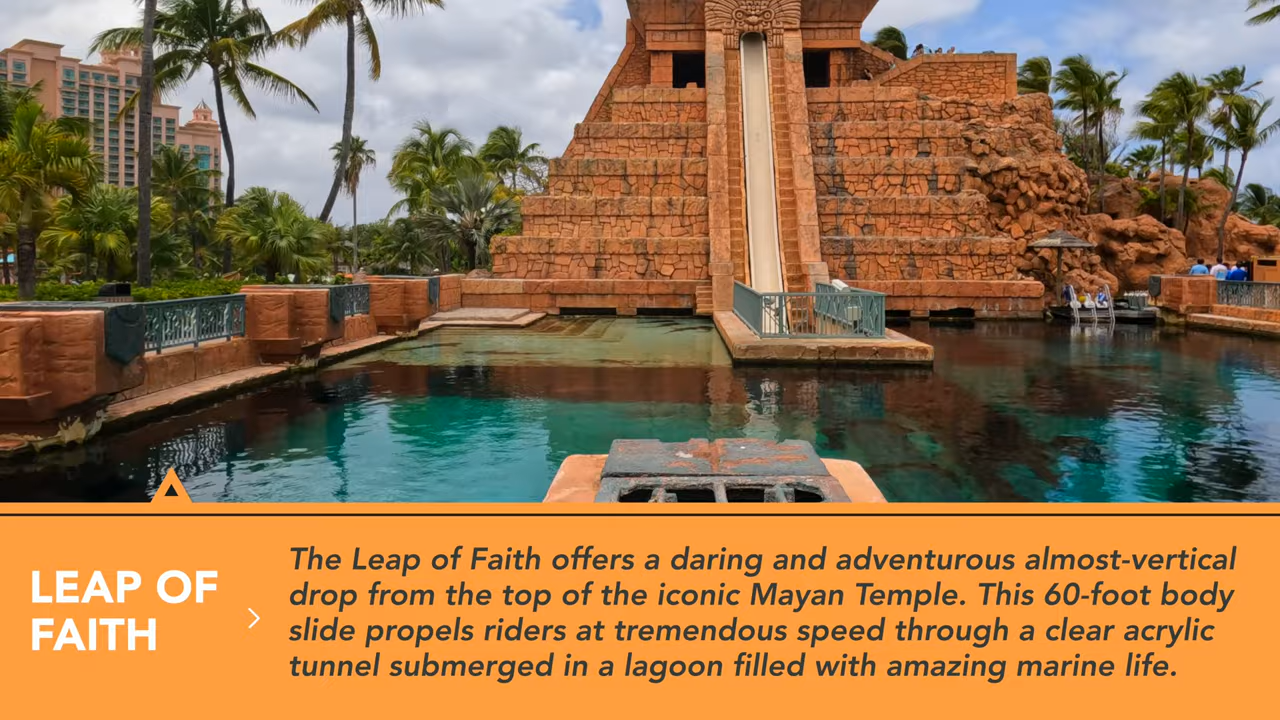 LEAP OF
FAITH
The Leap of Faith offers a daring and adventurous almost-vertical
drop from the top of the iconic Mayan Temple. This 60-foot body
slide propels riders at tremendous speed through a clear acrylic
tunnel submerged in a lagoon filled with amazing marine life.